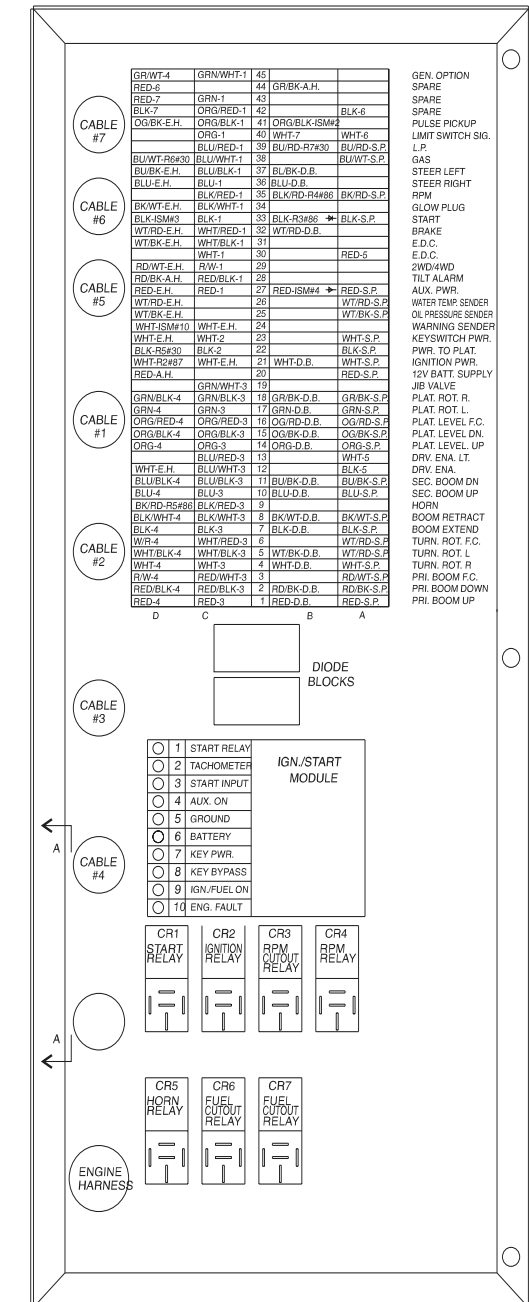 GR/WT-4 GRN/WHT-1 45 GEN. OPTION
RED-6 44 GR/BK-A.H. SPARE
RED-7 GRN-1 43 SPARE
BLK-7 ORG/RED-1 42 BLK-6 SPARE
OG/BK-E.H. ORG/BLK-1 41 ORG/BLK-ISM#2 PULSE PICKUP
ORG-1 40 WHT-7 WHT-6 LIMIT SWITCH SIG.
BLU/RED-1 39 BU/RD-R7#30 BU/RD-S.P. L.P.
BU/WT-R6#30 BLU/WHT-1 38 BU/WT-S.P. GAS
BU/BK-E.H. BLU/BLK-1 37 BL/BK-D.B. STEER LEFT
BLU-E.H. BLU-1 36 BLU-D.B. STEER RIGHT
BLK/RED-1 35 BLK/RD-R4#86 BK/RD-S.P. RPM
BK/WT-E.H. BLK/WHT-1 34 GLOW PLUG
BLK-ISM#3 BLK-1 33 BLK-R3#86 BLK-S.P. START
WT/RD-E.H. WHT/RED-1 32 WT/RD-D.B. BRAKE
WT/BK-E.H. WHT/BLK-1 31 E.D.C.
WHT-1 30 RED-5 E.D.C.
RD/WT-E.H. R/W-1 29 2WD/4WD
RD/BK-A.H. RED/BLK-1 28 TILT ALARM
RED-E.H. RED-1 27 RED-ISM#4 RED-S.P. AUX. PWR.
WT/RD-E.H. 26 WT/RD-S.P. WATER TEMP. SENDER
WT/BK-E.H. 25 WT/BK-S.P. OIL PRESSURE SENDER
WHT-ISM#10 WHT-E.H. 24 WARNING SENDER
WHT-E.H. WHT-2 23 WHT-S.P. KEYSWITCH PWR.
BLK-R5#30 BLK-2 22 BLK-S.P. PWR. TO PLAT.
WHT-R2#87 WHT-E.H. 21 WHT-D.B. WHT-S.P. IGNITION PWR.
RED-A.H. 20 RED-S.P. 12V BATT. SUPPLY
GRN/WHT-3 19 JIB VALVE
GRN/BLK-4 GRN/BLK-3 18 GR/BK-D.B. GR/BK-S.P. PLAT. ROT. R.
GRN-4 GRN-3 17 GRN-D.B. GRN-S.P. PLAT. ROT. L.
ORG/RED-4 ORG/RED-3 16 OG/RD-D.B. OG/RD-S.P. PLAT. LEVEL F.C.
ORG/BLK-4 ORG/BLK-3 15 OG/BK-D.B. OG/BK-S.P. PLAT. LEVEL DN.
ORG-4 ORG-3 14 ORG-D.B. ORG-S.P. PLAT. LEVEL. UP
BLU/RED-3 13 WHT-5 DRV. ENA. LT.
WHT-E.H. BLU/WHT-3 12 BLK-5 DRV. ENA.
BLU/BLK-4 BLU/BLK-3 11 BU/BK-D.B. BU/BK-S.P. SEC. BOOM DN
BLU-4 BLU-3 10 BLU-D.B. BLU-S.P. SEC. BOOM UP
BK/RD-R5#86 BLK/RED-3 9 HORN
BLK/WHT-4 BLK/WHT-3 8 BK/WT-D.B. BK/WT-S.P. BOOM RETRACT
BLK-4 BLK-3 7 BLK-D.B. BLK-S.P. BOOM EXTEND
W/R-4 WHT/RED-3 6 WT/RD-S.P TURN. ROT. F.C.
WHT/BLK-4 WHT/BLK-3 5 WT/BK-D.B. WT/RD-S.P TURN. ROT. L
WHT-4 WHT-3 4 WHT-D.B. WHT-S.P. TURN. ROT. R
R/W-4 RED/WHT-3 3 RD/WT-S.P PRI. BOOM F.C.
RED/BLK-4 RED/BLK-3 2 RD/BK-D.B. RD/BK-S.P. PRI. BOOM DOWN
RED-4 RED-3 1 RED-D.B. RED-S.P. PRI. BOOM UP
D C B A
CABLE
#7
CABLE
#6
CABLE
#5
CABLE
#1
CABLE
#2
DIODE
BLOCKS
CABLE
#3
1 START RELAY
2 TACHOMETER
3 START INPUT
4 AUX. ON
5 GROUND
6 BATTERY
7 KEY PWR.
8 KEY BYPASS
9 IGN./FUEL ON
10 ENG. FAULT
IGN./START
MODULE
A
CABLE
#4
CR1
START
RELAY
CR2
IGNITION
RELAY
CR3
RPM
CUTOUT
RELAY
CR4
RPM
RELAY
A
CR5
HORN
RELAY
CR6
FUEL
CUTOUT
RELAY
CR7
FUEL
CUTOUT
RELAY
ENGINE
HARNESS